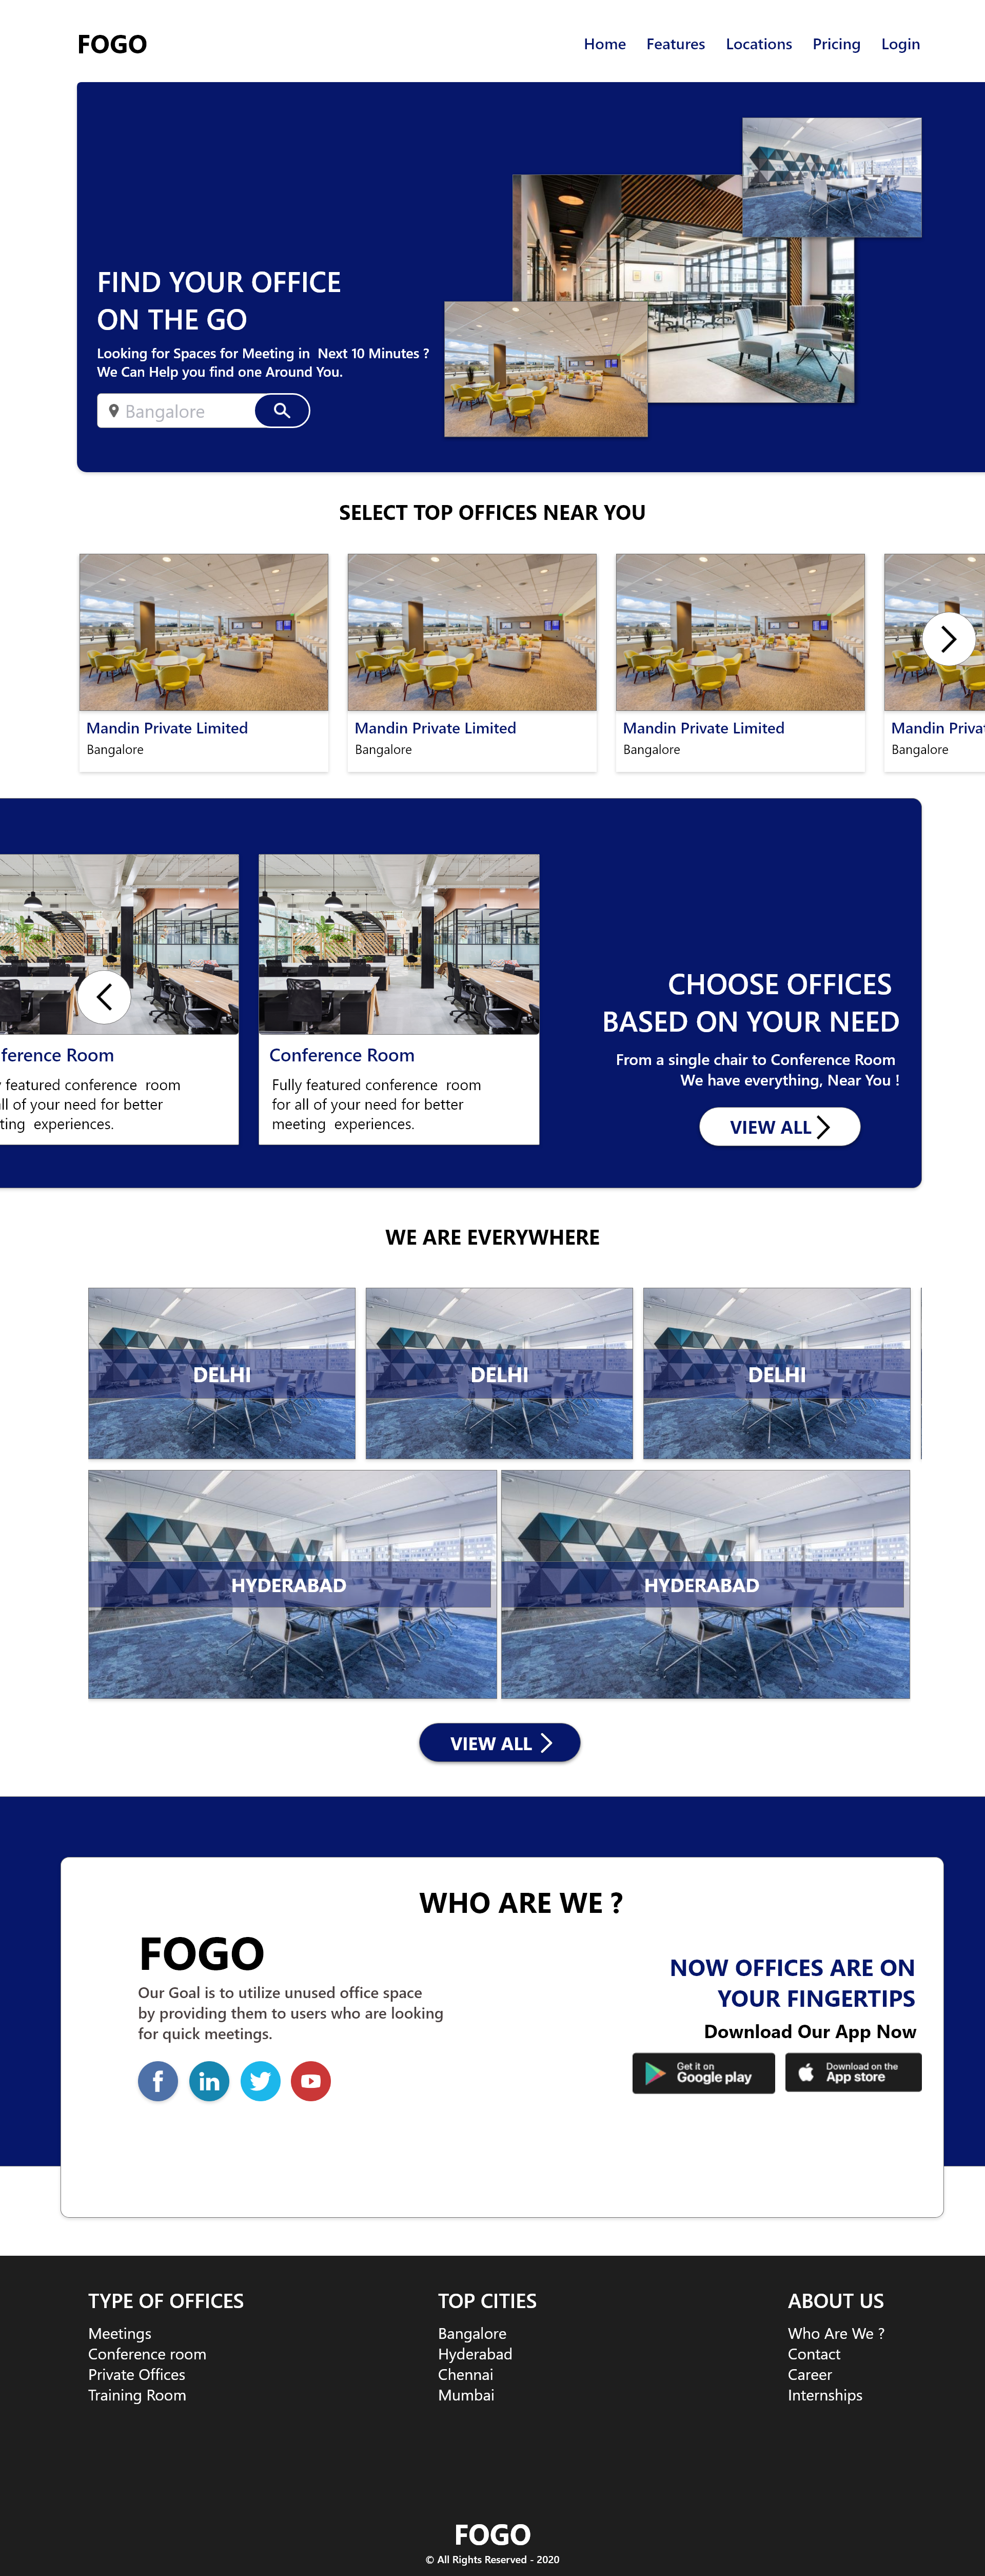 FOGO
Home Features Locations Pricing Login
FIND YOUR OFFICE
ON THE GO
Looking for Spaces for Meeting in Next 10 Minutes ?
We Can Help you find one Around You.
Bangalore
SELECT TOP OFFICES NEAR YOU
Mandin Private Limited
Bangalore
Mandin Private Limited
Bangalore
Mandin Private Limited
Bangalore
Mandin Privat
Bangalore
ference Room
featured conference room
ll of your need for better
ting experiences.
Conference Room
Fully featured conference room
for all of your need for better
meeting experiences.
CHOOSE OFFICES
BASED ON YOUR NEED
From a single chair to Conference Room
We have everything, Near You !
VIEW ALL
WE ARE EVERYWHERE
DELHI
DELHI
DELHI
HYDERABAD
HYDERABAD
VIEW ALL
WHO ARE WE ?
FOGO
Our Goal is to utilize unused office space
by providing them to users who are looking
for quick meetings.
NOW OFFICES ARE ON
YOUR FINGERTIPS
Download Our App Now
Get it on
Google play
Download on the
App store
TYPE OF OFFICES
Meetings
Conference room
Private Offices
Training Room
TOP CITIES
Bangalore
Hyderabad
Chennai
Mumbai
ABOUT US
Who Are We ?
Contact
Career
Internships
FOGO
© All Rights Reserved - 2020